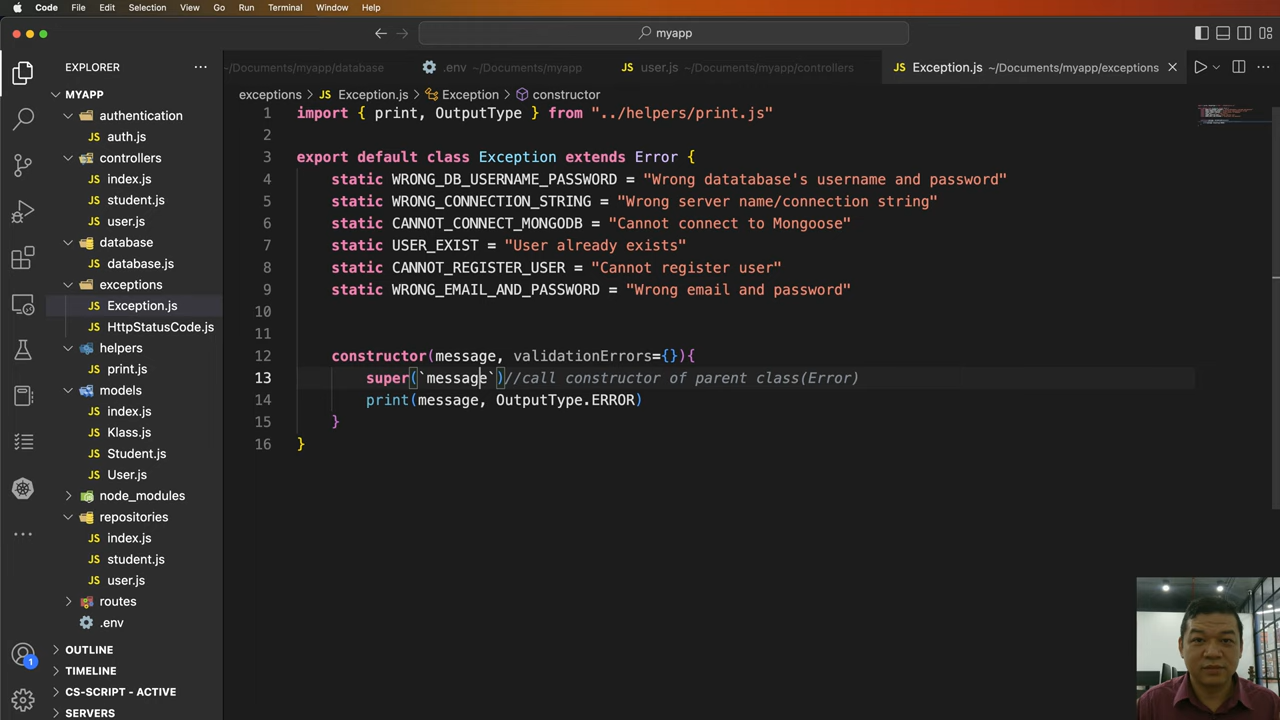 Code File Edit Selection View Go Run Terminal Window Help
myapp
EXPLORER
~/Documents/myapp/database
.env ~/Documents/myapp
JS user.js ~/Documents/myapp/controllers
JS Exception.js ~/Documents/myapp/exceptions
MYAPP
authentication
JS auth.js
controllers
JS index.js
JS student.js
JS user.js
database
JS database.js
exceptions
JS Exception.js
JS HttpStatusCode.js
helpers
JS print.js
models
JS index.js
JS Klass.js
JS Student.js
JS User.js
node_modules
repositories
JS index.js
JS student.js
JS user.js
routes
.env
OUTLINE
TIMELINE
CS-SCRIPT - ACTIVE
SERVERS
1
exceptions > JS Exception.js > Exception > constructor
1 import { print, OutputType } from "../helpers/print.js"
2
3 export default class Exception extends Error {
4 static WRONG_DB_USERNAME_PASSWORD = "Wrong datatabase's username and password"
5 static WRONG_CONNECTION_STRING = "Wrong server name/connection string"
6 static CANNOT_CONNECT_MONGODB = "Cannot connect to Mongoose"
7 static USER_EXIST = "User already exists"
8 static CANNOT_REGISTER_USER = "Cannot register user"
9 static WRONG_EMAIL_AND_PASSWORD = "Wrong email and password"
10
11
12 constructor(message, validationErrors={}){
13 super(`message`)//call constructor of parent class(Error)
14 print(message, OutputType.ERROR)
15 }
16 }